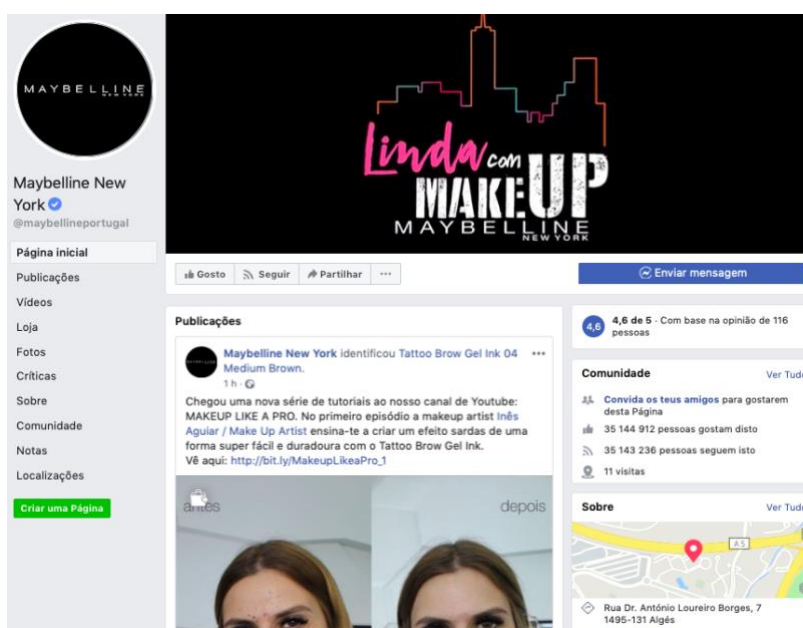 MAYBELLINE
NEW YORK
Maybelline New
York
@maybellineportugal
Página inicial
Publicações
Vídeos
Loja
Fotos
Críticas
Sobre
Comunidade
Notas
Localizações
Criar uma Página
Linda com
MAKEUP
MAYBELLINE
NEW YORK
Gosto Seguir Partilhar ...
Enviar mensagem
Publicações
Maybelline New York identificou Tattoo Brow Gel Ink 04 ...
Medium Brown.
1 h ·
Chegou uma nova série de tutoriais ao nosso canal de Youtube:
MAKEUP LIKE A PRO. No primeiro episódio a makeup artist Inês
Aguiar / Make Up Artist ensina-te a criar um efeito sardas de uma
forma super fácil e duradoura com o Tattoo Brow Gel Ink.
Vê aqui: http://bit.ly/MakeupLikeaPro_1
antes depois
4,6
4,6 de 5 · Com base na opinião de 116
pessoas
Comunidade Ver Tudo
Convida os teus amigos para gostarem
desta Página
35 144 912 pessoas gostam disto
35 143 236 pessoas seguem isto
11 visitas
Sobre Ver Tudo
A 5
Rua Dr. António Loureiro Borges, 7
1495-131 Algés